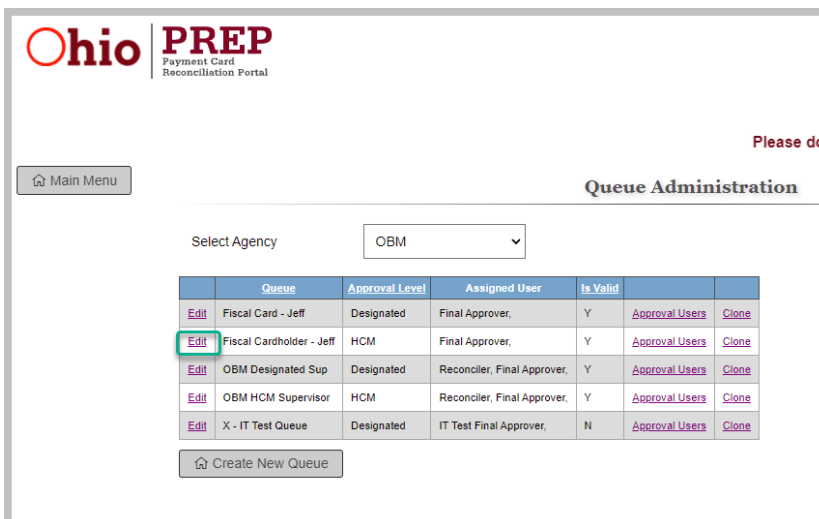 Ohio PREP
Payment Card
Reconciliation Portal
Please do
Main Menu
Queue Administration
Select Agency OBM
Queue Approval Level Assigned User Is Valid
Edit Fiscal Card - Jeff Designated Final Approver, Y Approval Users Clone
Edit Fiscal Cardholder - Jeff HCM Final Approver, Y Approval Users Clone
Edit OBM Designated Sup Designated Reconciler, Final Approver, Y Approval Users Clone
Edit OBM HCM Supervisor HCM Reconciler, Final Approver, Y Approval Users Clone
Edit X - IT Test Queue Designated IT Test Final Approver, N Approval Users Clone
Create New Queue